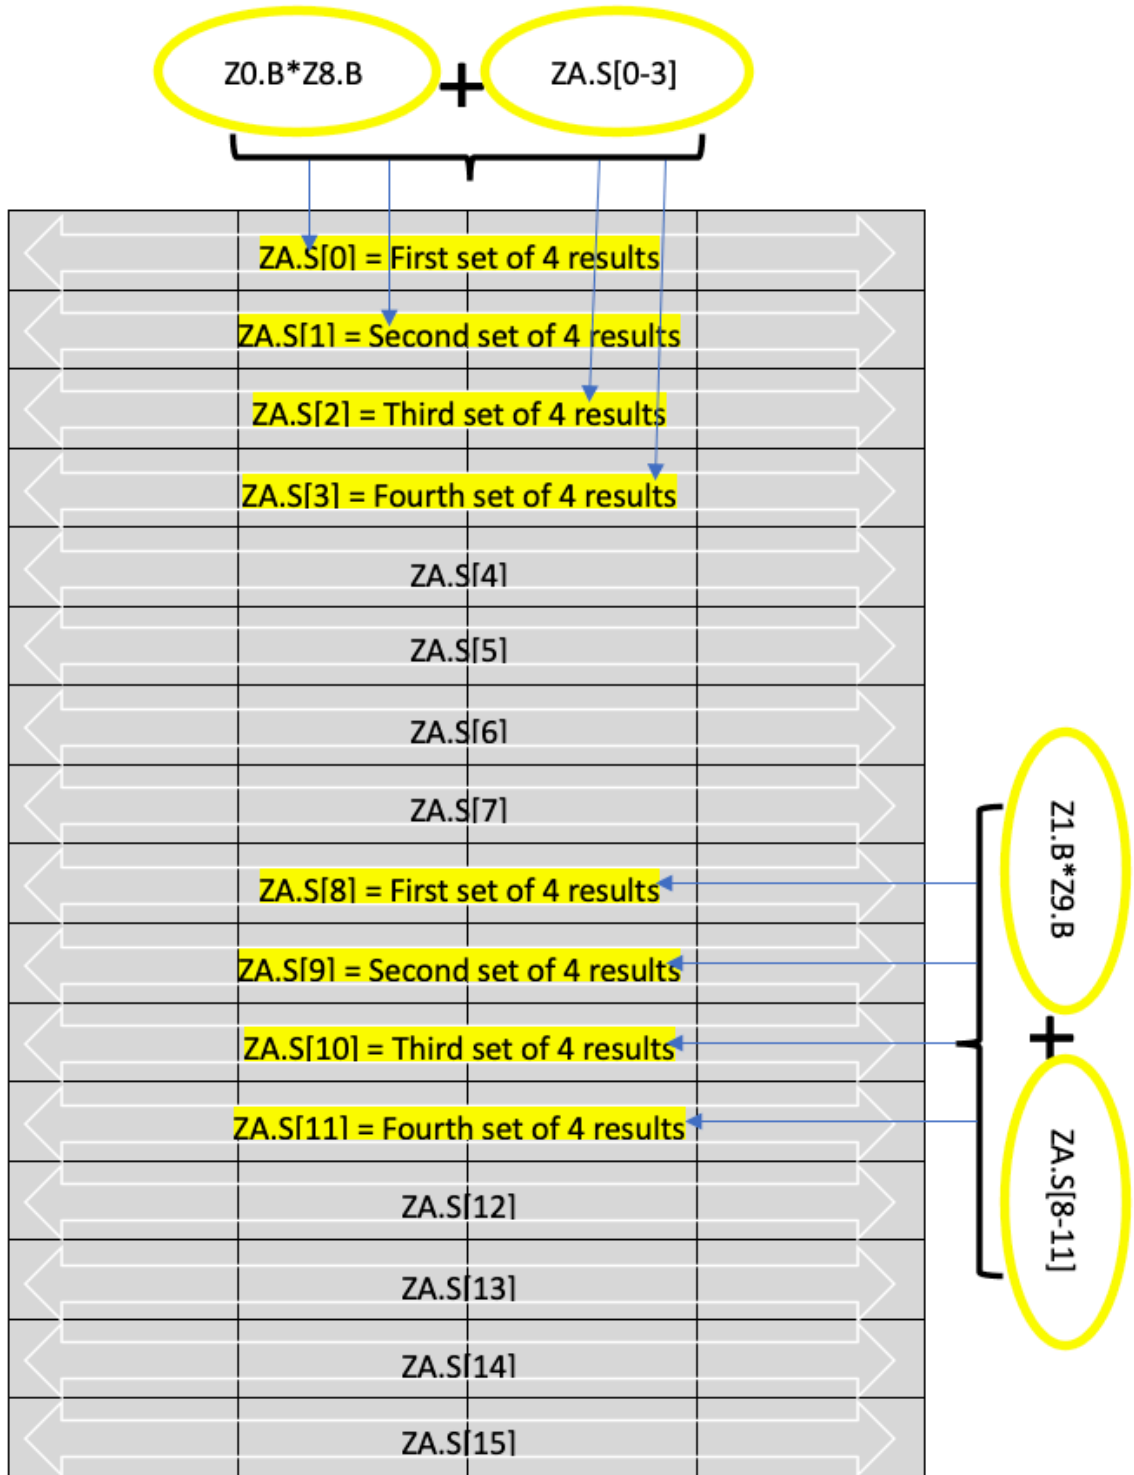 Z0.B*Z8.B
+
ZA.S[0-3]
ZA.S[0] = First set of 4 results
ZA.S[1] = Second set of 4 results
ZA.S[2] = Third set of 4 results
ZA.S[3] = Fourth set of 4 results
ZA.S[4]
ZA.S[5]
ZA.S[6]
ZA.S[7]
ZA.S[8] = First set of 4 results
ZA.S[9] = Second set of 4 results
ZA.S[10] = Third set of 4 results
ZA.S[11] = Fourth set of 4 results
ZA.S[12]
ZA.S[13]
ZA.S[14]
ZA.S[15]
Z1.B*Z9.B
+
ZA.S[8-11]